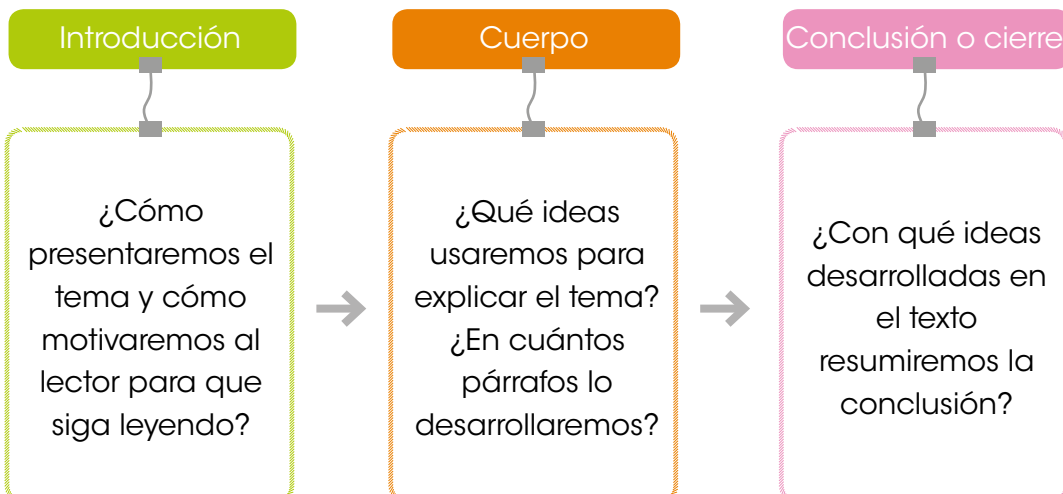 Introducción
¿Cómo
presentaremos el
tema y cómo
motivaremos al
lector para que
siga leyendo?
Cuerpo
¿Qué ideas
usaremos para
explicar el tema?
¿En cuántos
párrafos lo
desarrollaremos?
Conclusión o cierre
¿Con qué ideas
desarrolladas en
el texto
resumiremos la
conclusión?